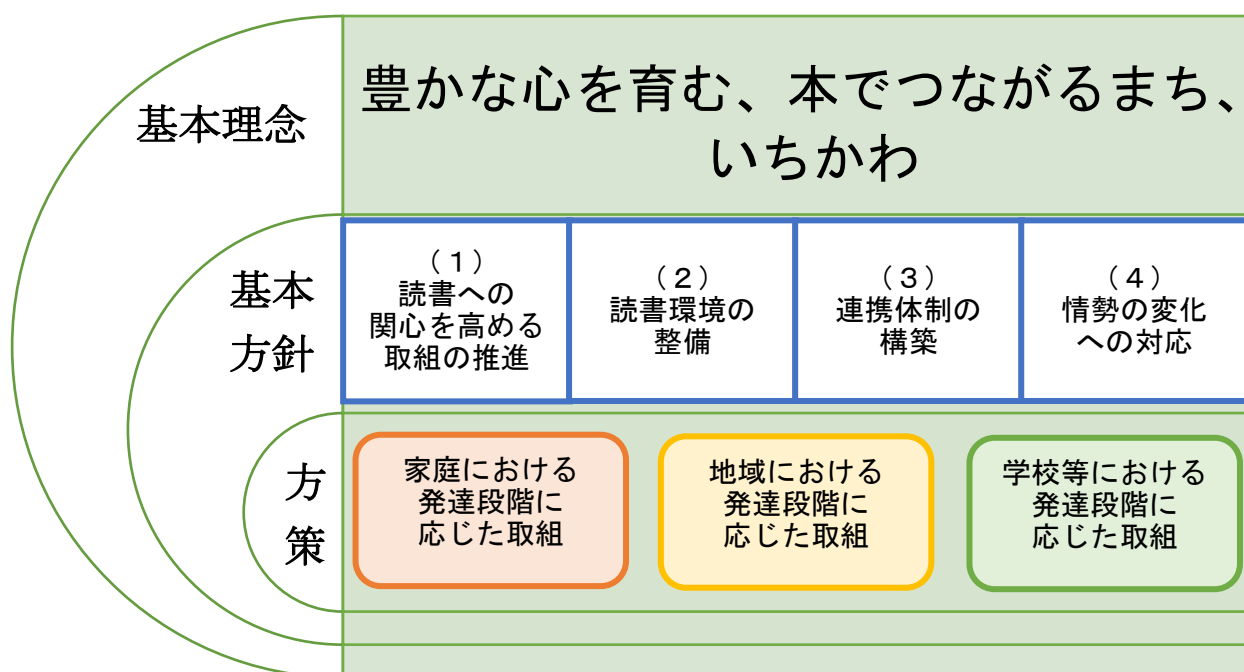 基本理念
豊かな心を育む、本でつながるまち、
いちかわ
基本
方針
（１）
読書への
関心を高める
取組の推進
（２）
読書環境の
整備
（３）
連携体制の
構築
（４）
情勢の変化
への対応
方
策
家庭における
発達段階に
応じた取組
地域における
発達段階に
応じた取組
学校等における
発達段階に
応じた取組